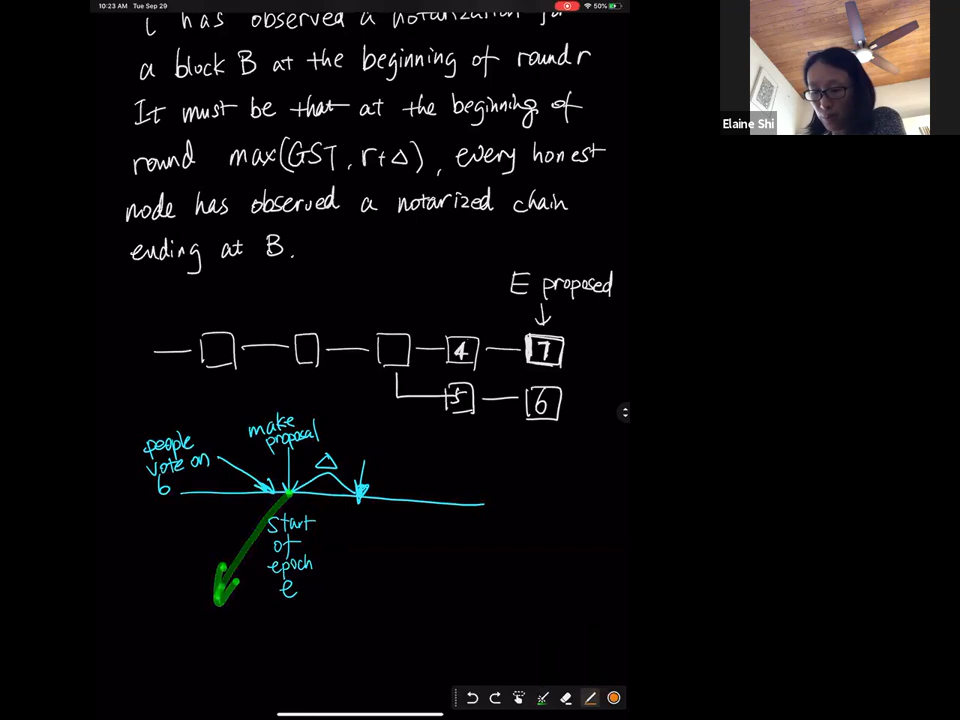 10:23 AM Tue Sep 29
50%
i has observed a notarization for
a block B at the beginning of round r
It must be that at the beginning of
round max(GST, r+Δ), every honest
node has observed a notarized chain
ending at B.
E proposed
4
7
5
6
make
proposal
people
vote on
6
Δ
start
of
epoch
e
Elaine Shi